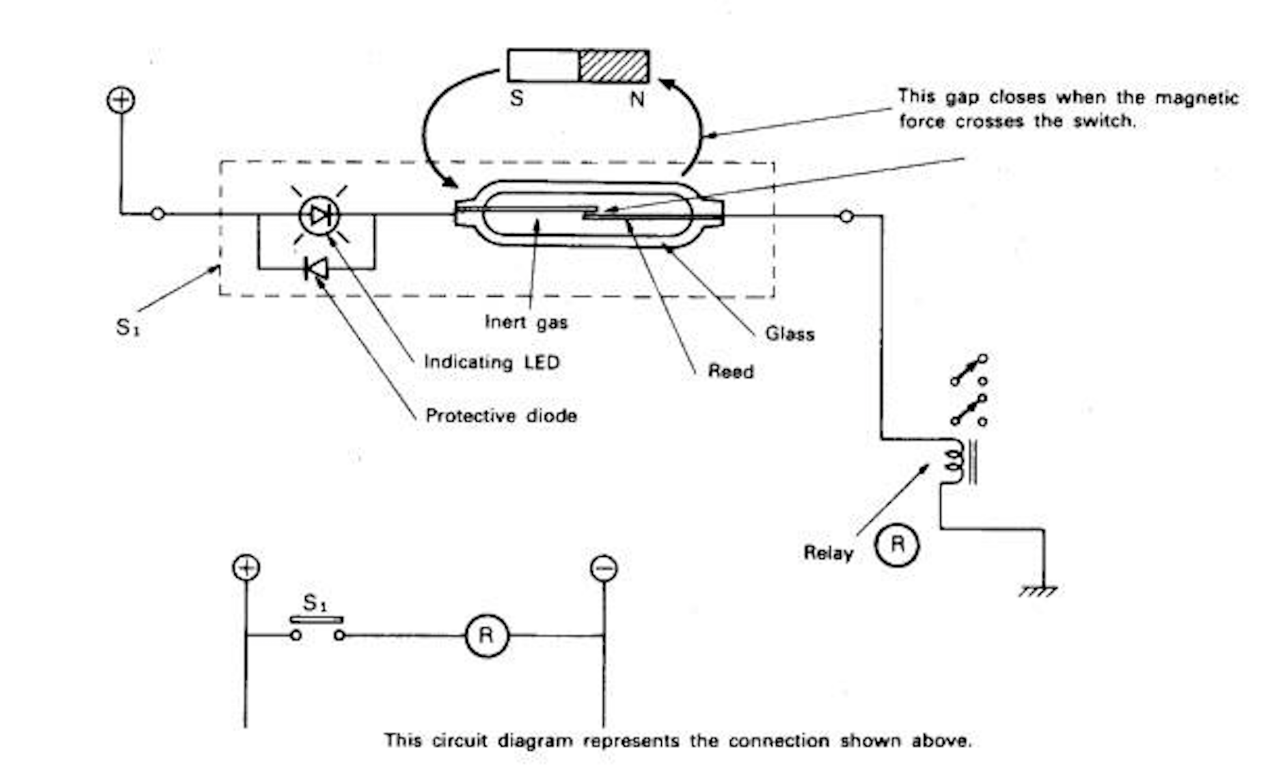 +
S N
This gap closes when the magnetic
force crosses the switch.
S1
Inert gas
Glass
Indicating LED
Reed
Protective diode
Relay R
+ −
S1
R
This circuit diagram represents the connection shown above.